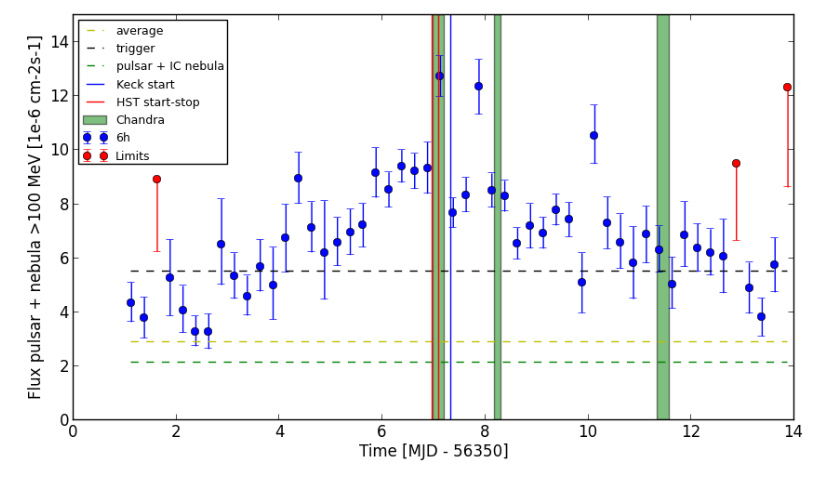 average
trigger
pulsar + IC nebula
Keck start
HST start-stop
Chandra
6h
Limits
14
12
10
8
6
4
2
0
Flux pulsar + nebula >100 MeV [1e-6 cm-2s-1]
0 2 4 6 8 10 12 14
Time [MJD - 56350]